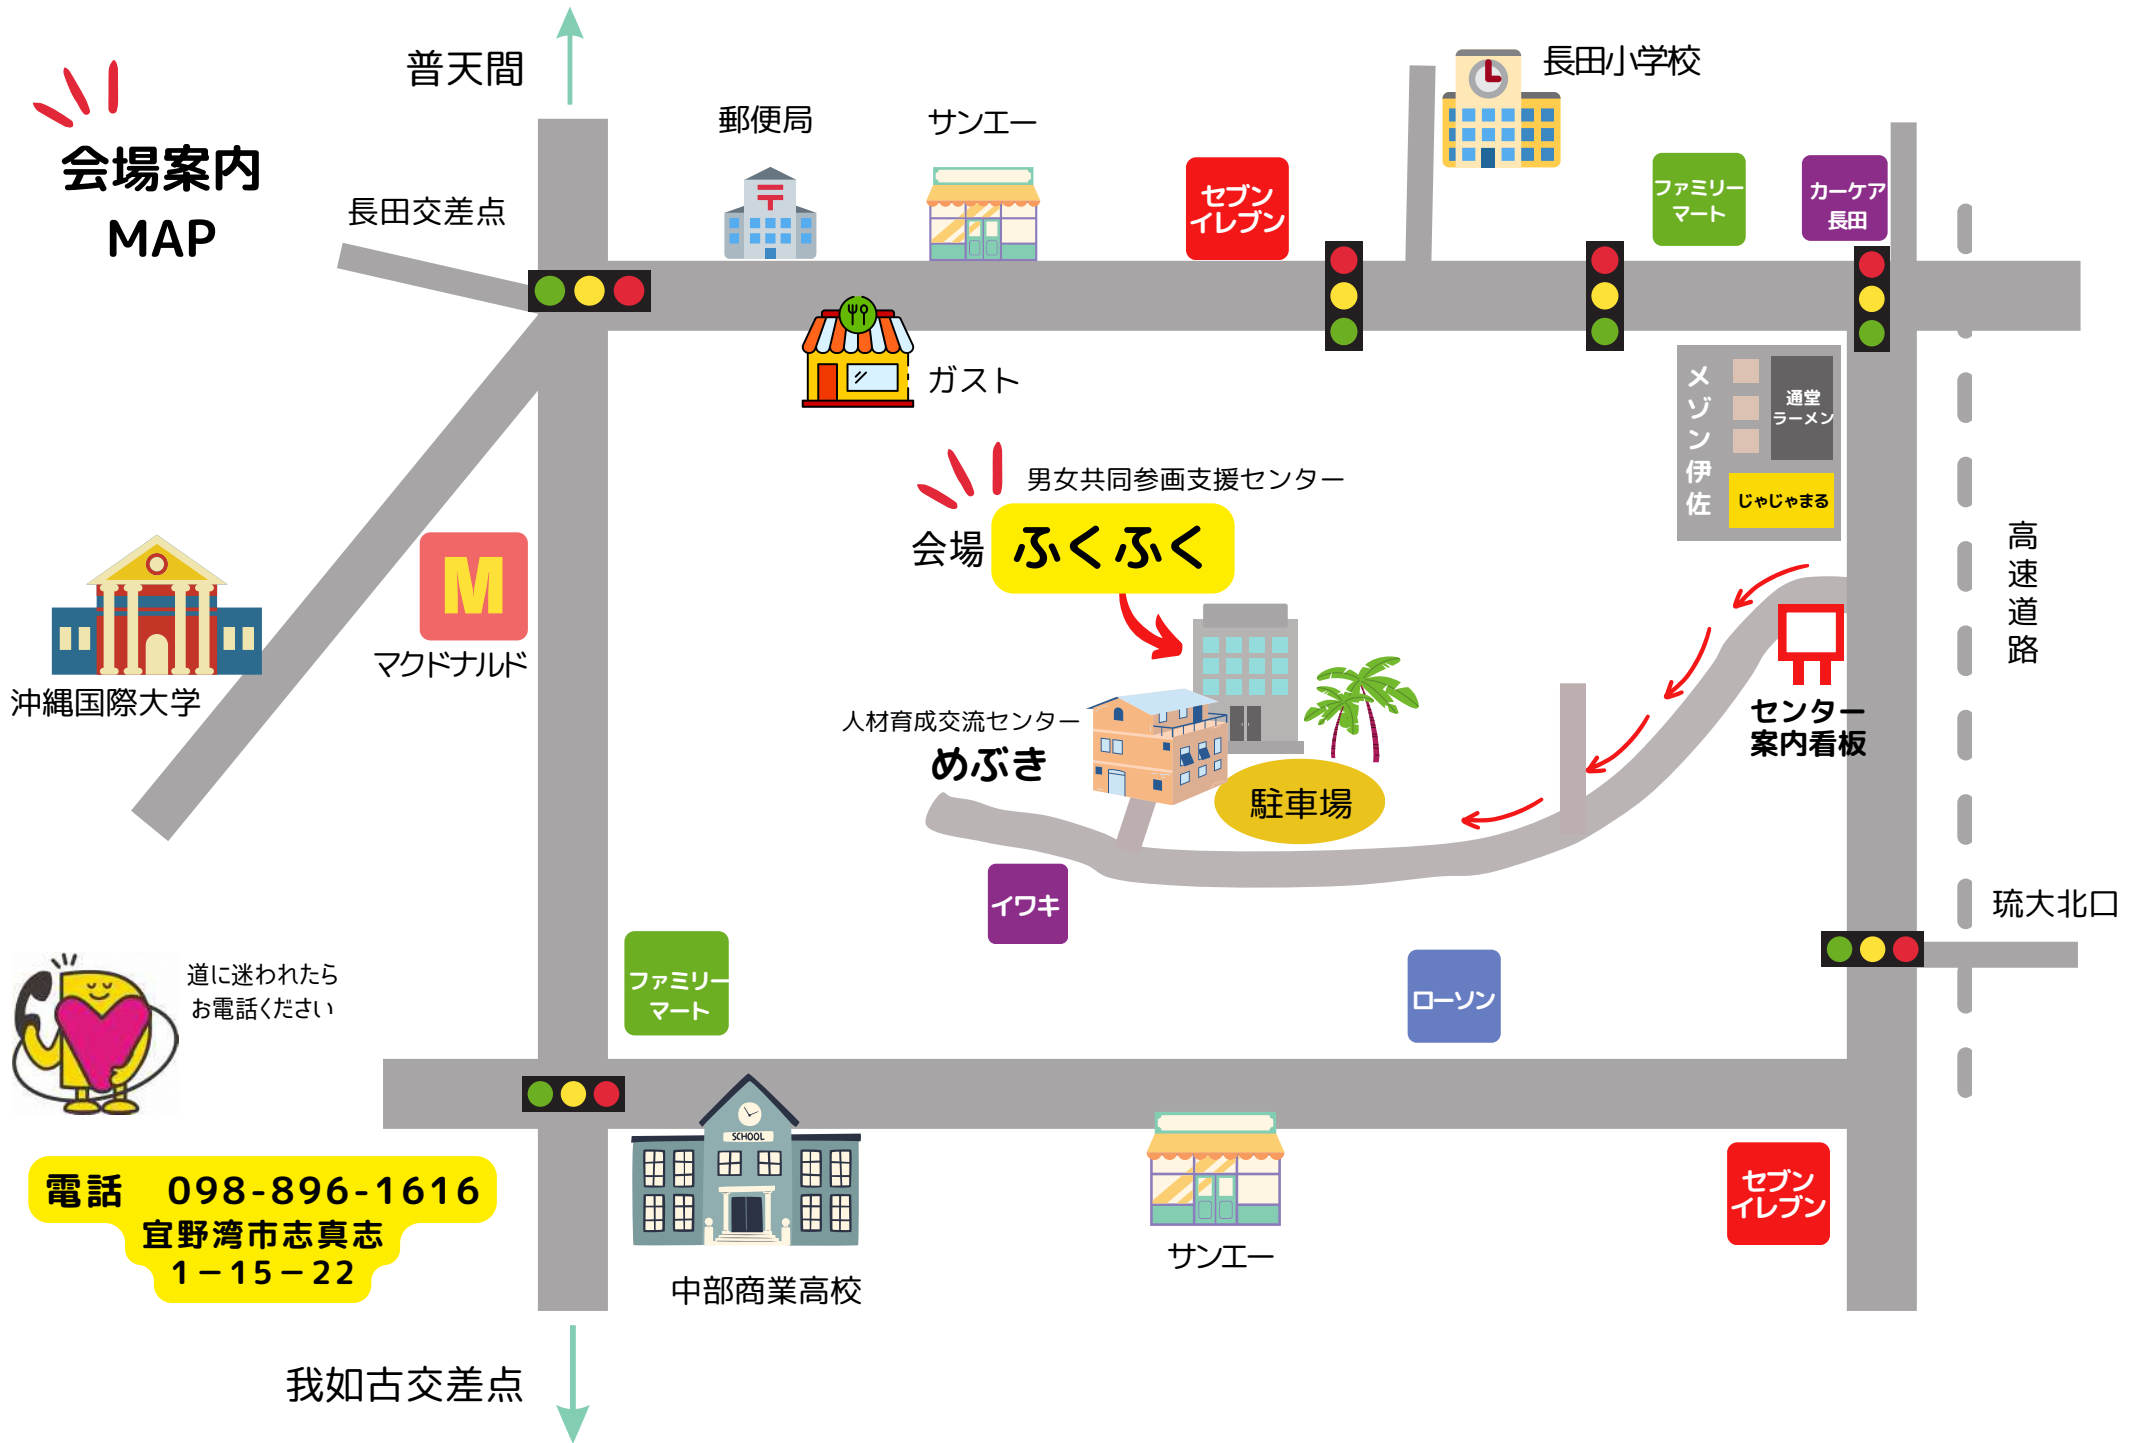 会場案内
MAP
普天間
長田交差点
郵便局
サンエー
セブン
イレブン
長田小学校
ファミリー
マート
カーケア
長田
ガスト
メゾン伊佐
通堂
ラーメン
じゃじゃまる
男女共同参画支援センター
会場 ふくふく
高速道路
沖縄国際大学
M
マクドナルド
人材育成交流センター
めぶき
駐車場
センター
案内看板
イワキ
琉大北口
道に迷われたら
お電話ください
ファミリー
マート
ローソン
SCHOOL
電話 098-896-1616
宜野湾市志真志
1－15－22
中部商業高校
サンエー
セブン
イレブン
我如古交差点